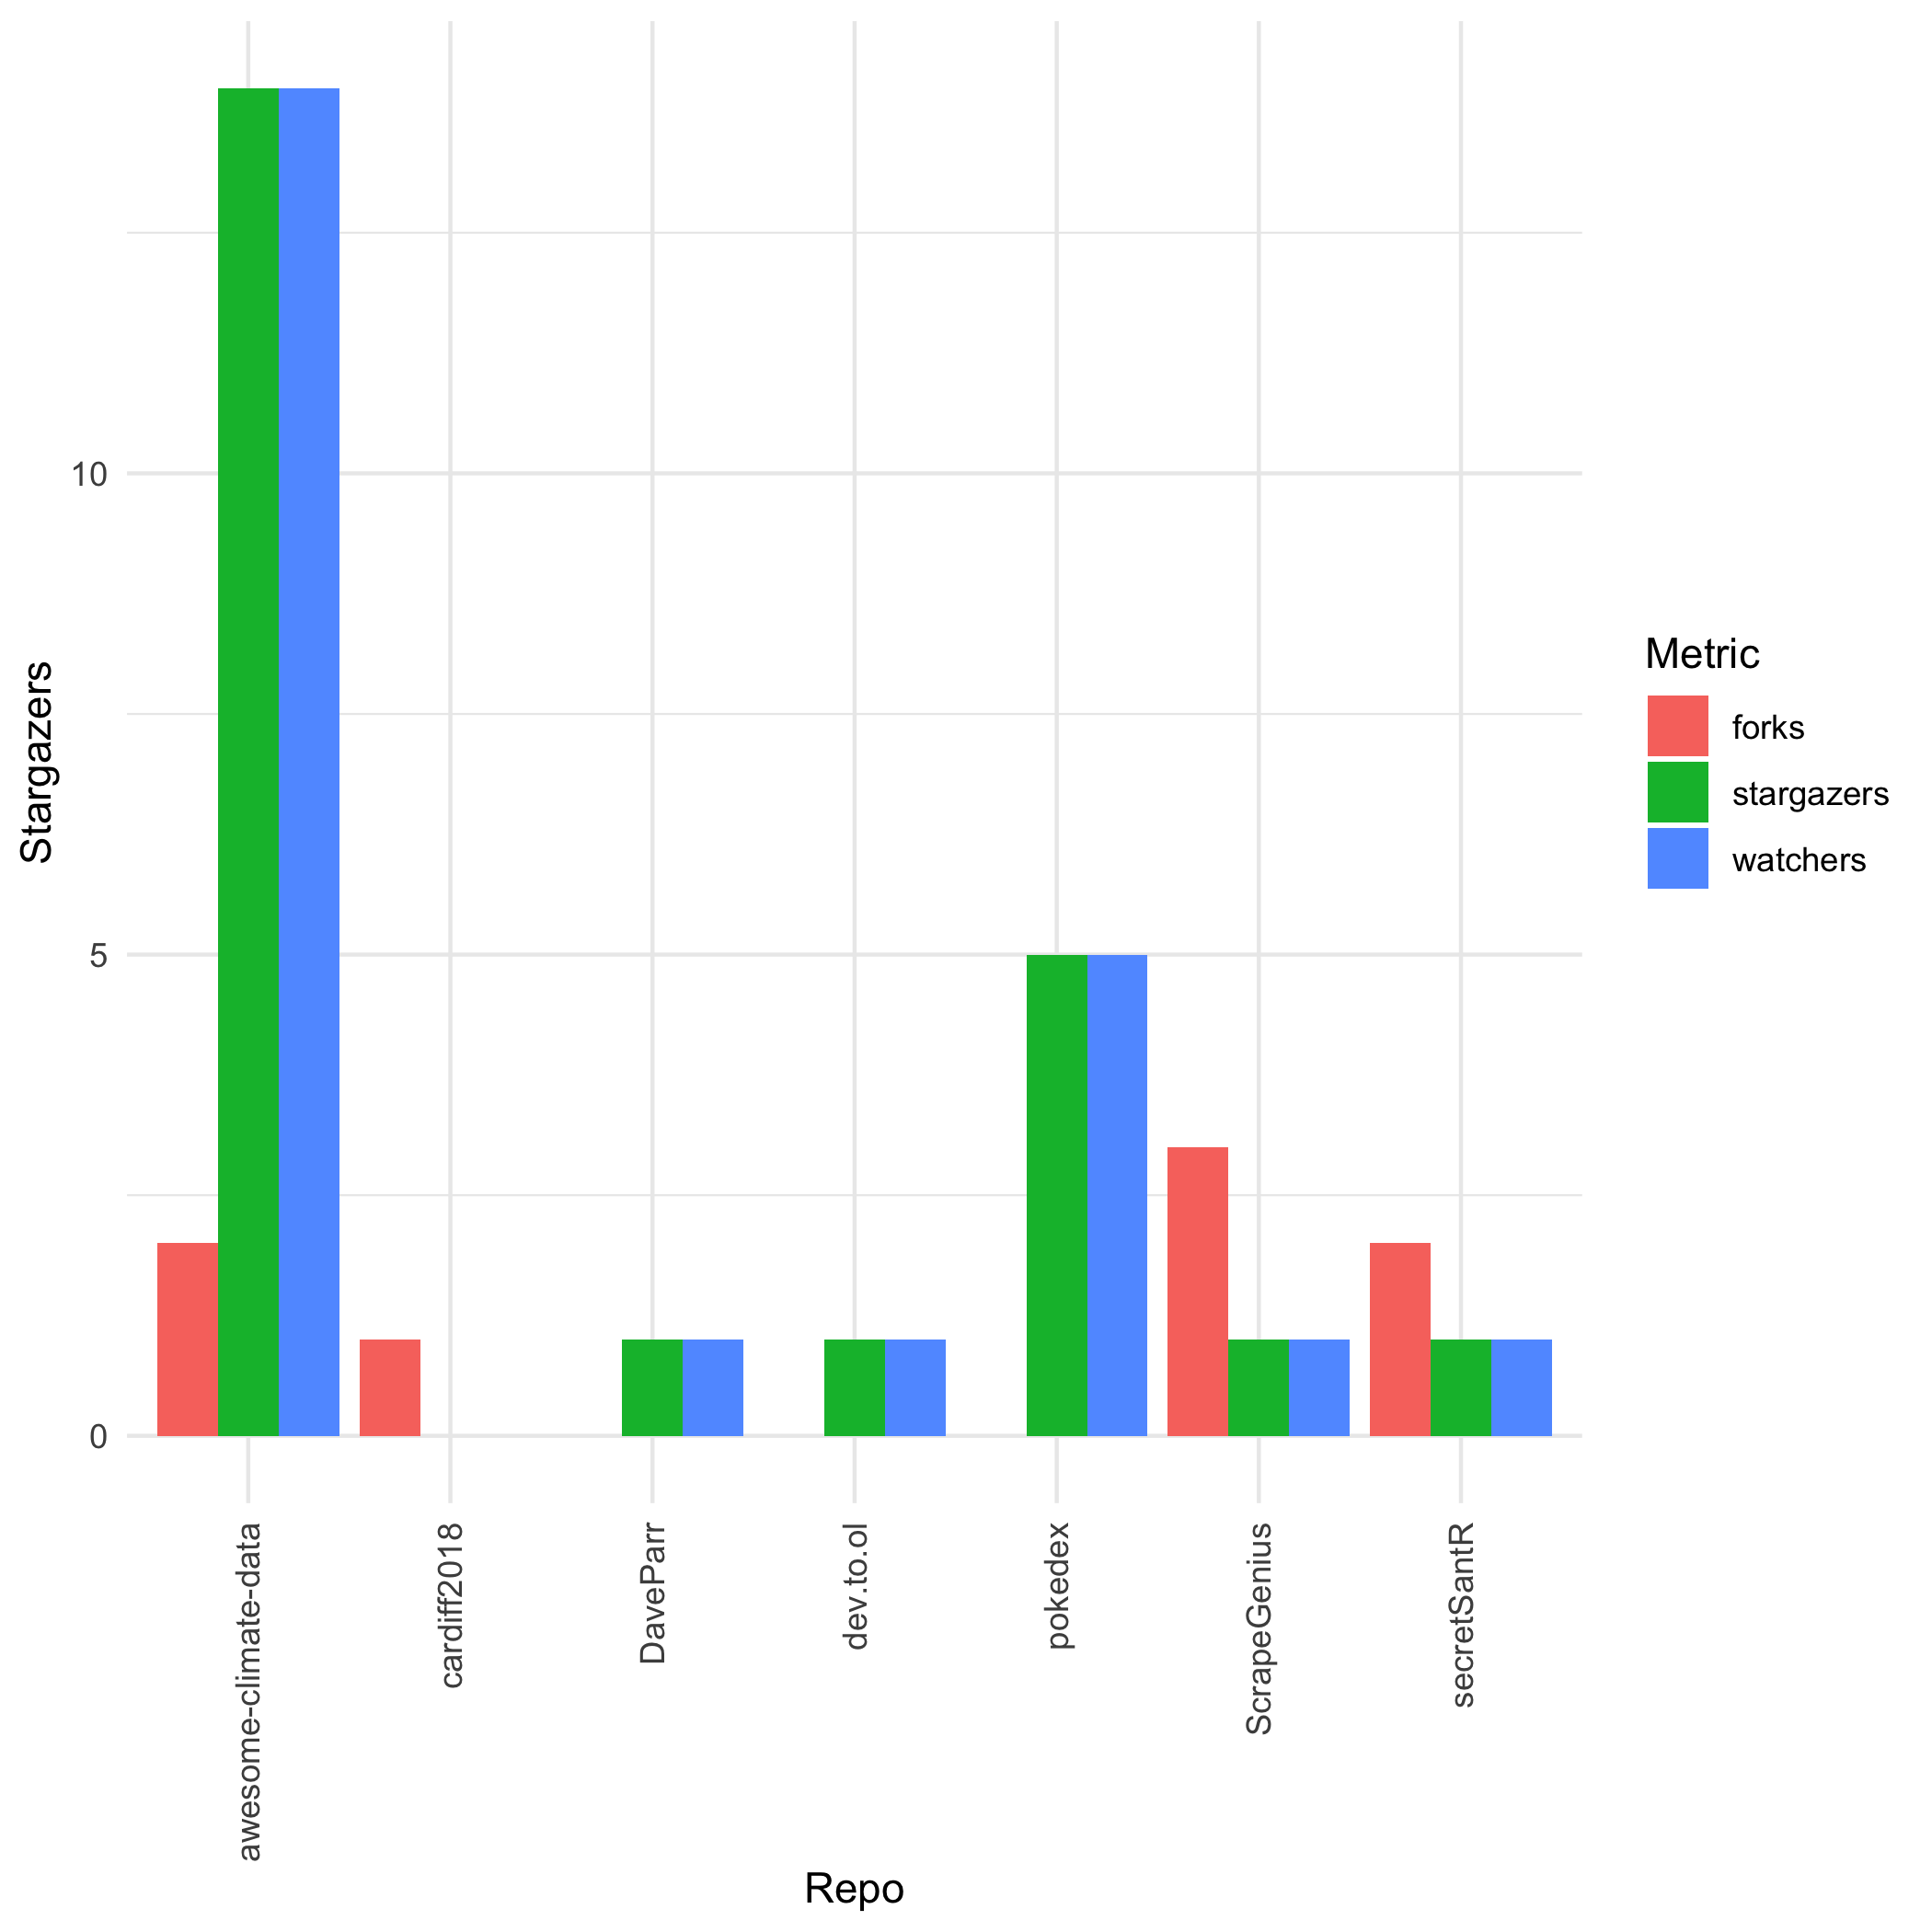 Stargazers
10
5
0
awesome-climate-data
cardiff2018
DaveParr
dev.to.ol
pokedex
ScrapeGenius
secretSantR
Repo
Metric
forks
stargazers
watchers